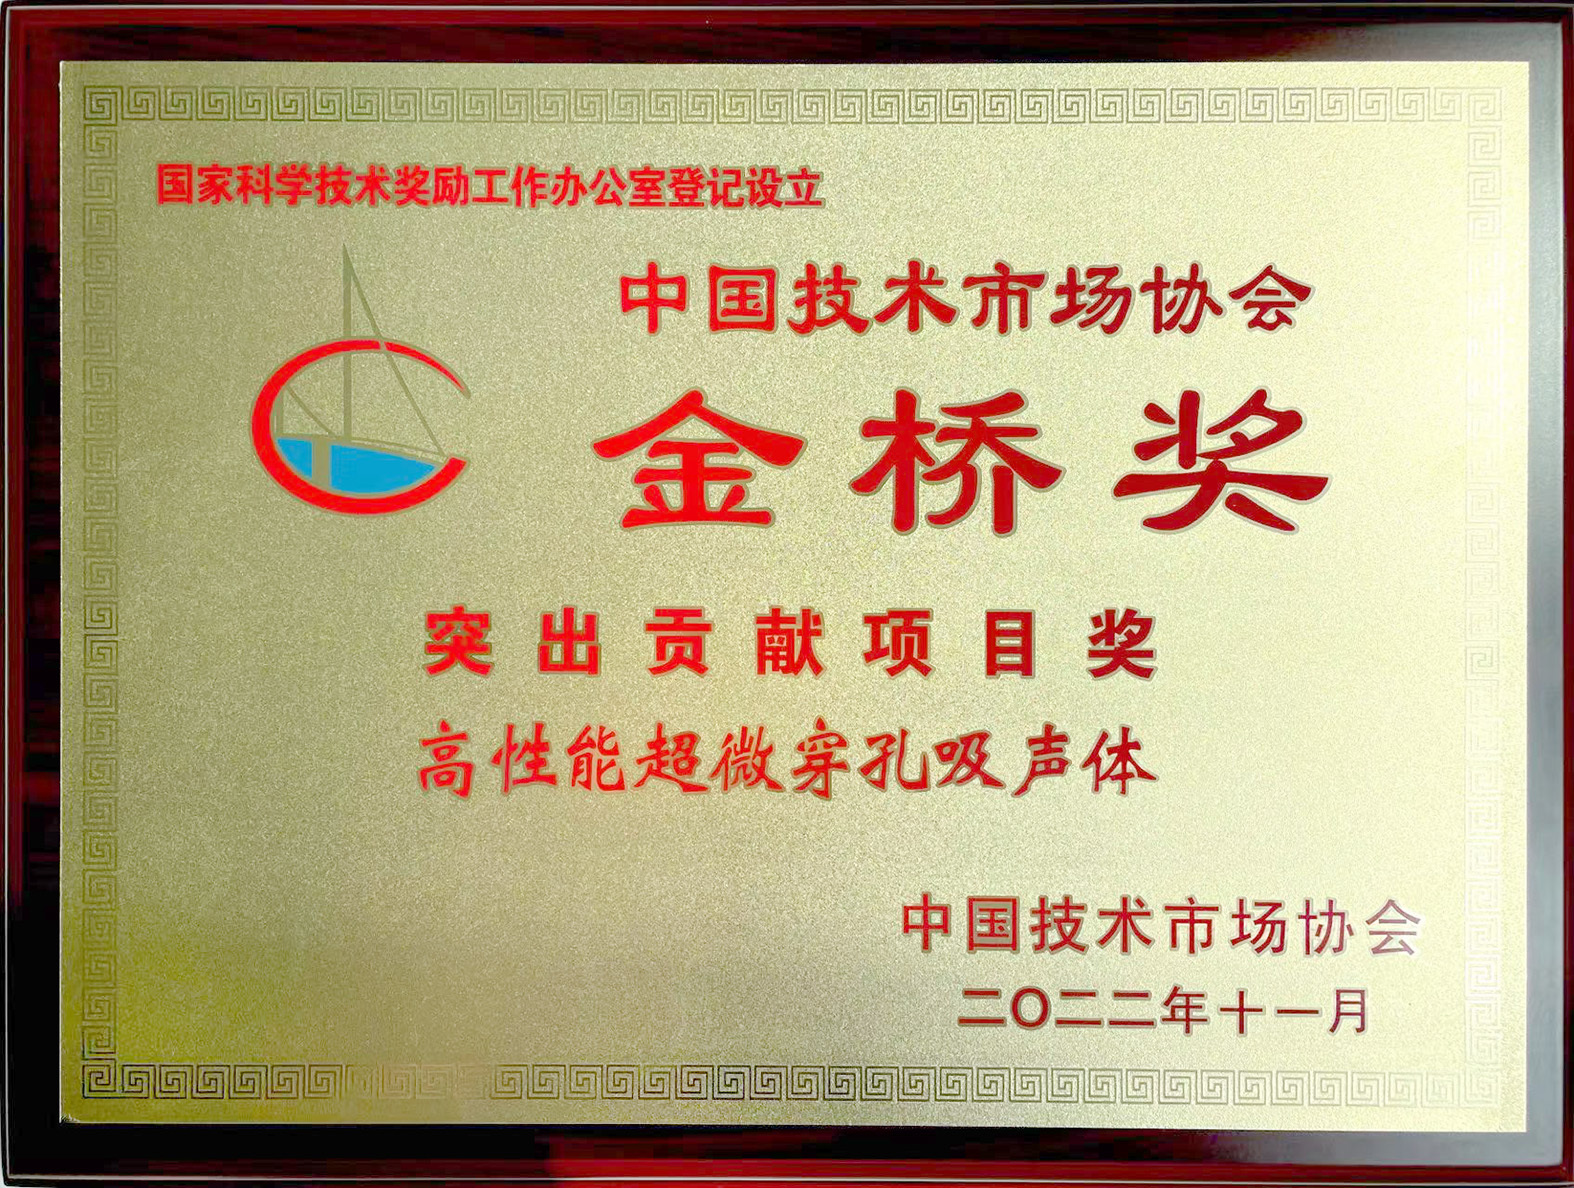 国家科学技术奖励工作办公室登记设立
中国技术市场协会
金桥奖
突出贡献项目奖
高性能超微穿孔吸声体
中国技术市场协会
二〇二二年十一月